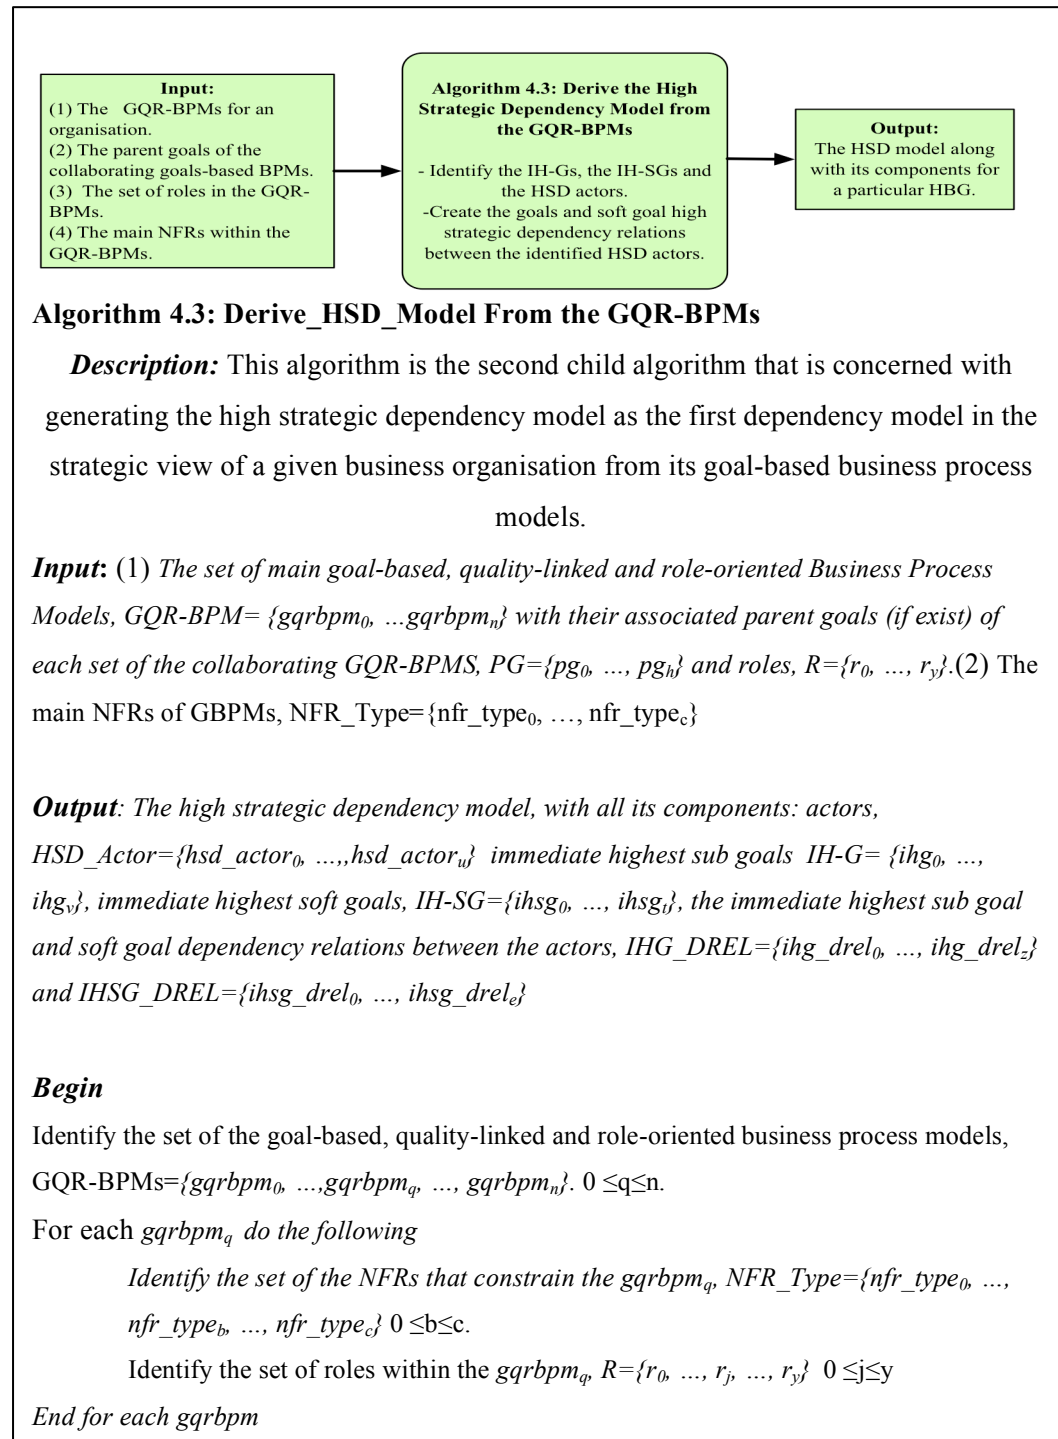 Input:
(1) The GQR-BPMs for an
organisation.
(2) The parent goals of the
collaborating goals-based BPMs.
(3) The set of roles in the GQR-
BPMs.
(4) The main NFRs within the
GQR-BPMs.
Algorithm 4.3: Derive the High
Strategic Dependency Model from
the GQR-BPMs
- Identify the IH-Gs, the IH-SGs and
the HSD actors.
-Create the goals and soft goal high
strategic dependency relations
between the identified HSD actors.
Output:
The HSD model along
with its components for
a particular HBG.
Algorithm 4.3: Derive_HSD_Model From the GQR-BPMs
Description: This algorithm is the second child algorithm that is concerned with
generating the high strategic dependency model as the first dependency model in the
strategic view of a given business organisation from its goal-based business process
models.
Input: (1) The set of main goal-based, quality-linked and role-oriented Business Process
Models, GQR-BPM= {gqrbpm0, ...gqrbpmn} with their associated parent goals (if exist) of
each set of the collaborating GQR-BPMS, PG={pg0, ..., pgh} and roles, R={r0, ..., ry}.(2) The
main NFRs of GBPMs, NFR_Type={nfr_type0, …, nfr_typec}
Output: The high strategic dependency model, with all its components: actors,
HSD_Actor={hsd_actor0, ...,,hsd_actoru} immediate highest sub goals IH-G= {ihg0, ...,
ihgv}, immediate highest soft goals, IH-SG={ihsg0, ..., ihsgt}, the immediate highest sub goal
and soft goal dependency relations between the actors, IHG_DREL={ihg_drel0, ..., ihg_drelz}
and IHSG_DREL={ihsg_drel0, ..., ihsg_drele}
Begin
Identify the set of the goal-based, quality-linked and role-oriented business process models,
GQR-BPMs={gqrbpm0, ...,gqrbpmq, ..., gqrbpmn}. 0 ≤q≤n.
For each gqrbpmq do the following
Identify the set of the NFRs that constrain the gqrbpmq, NFR_Type={nfr_type0, ...,
nfr_typeb, ..., nfr_typec} 0 ≤b≤c.
Identify the set of roles within the gqrbpmq, R={r0, ..., rj, ..., ry} 0 ≤j≤y
End for each gqrbpm